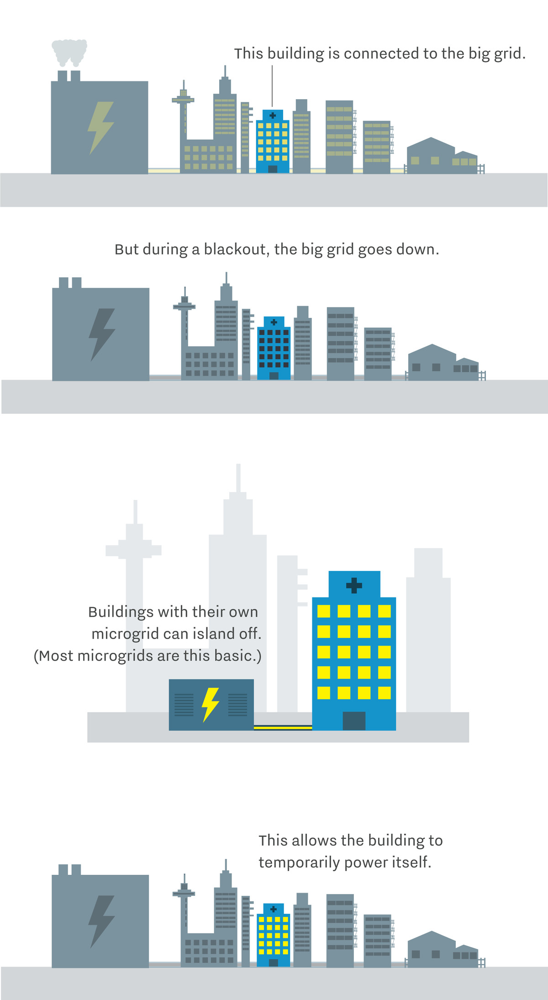 This building is connected to the big grid.
But during a blackout, the big grid goes down.
Buildings with their own
microgrid can island off.
(Most microgrids are this basic.)
This allows the building to
temporarily power itself.